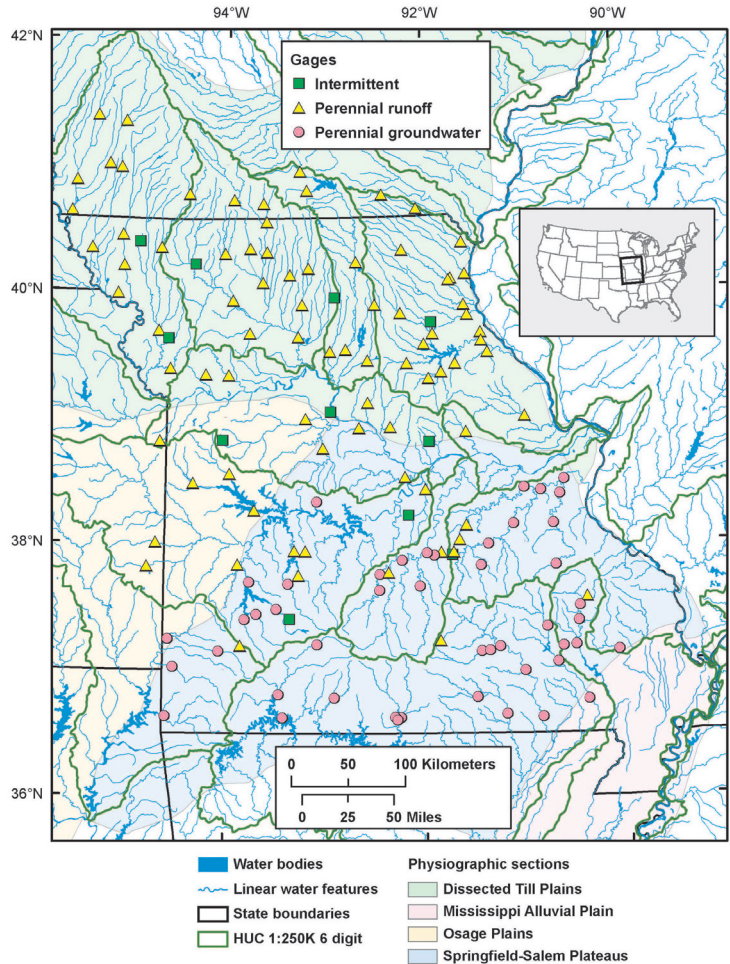 94°W 92°W 90°W
42°N
Gages
Intermittent
Perennial runoff
Perennial groundwater
40°N
38°N
36°N
0 50 100 Kilometers
0 25 50 Miles
Water bodies
Linear water features
State boundaries
HUC 1:250K 6 digit
Physiographic sections
Dissected Till Plains
Mississippi Alluvial Plain
Osage Plains
Springfield-Salem Plateaus